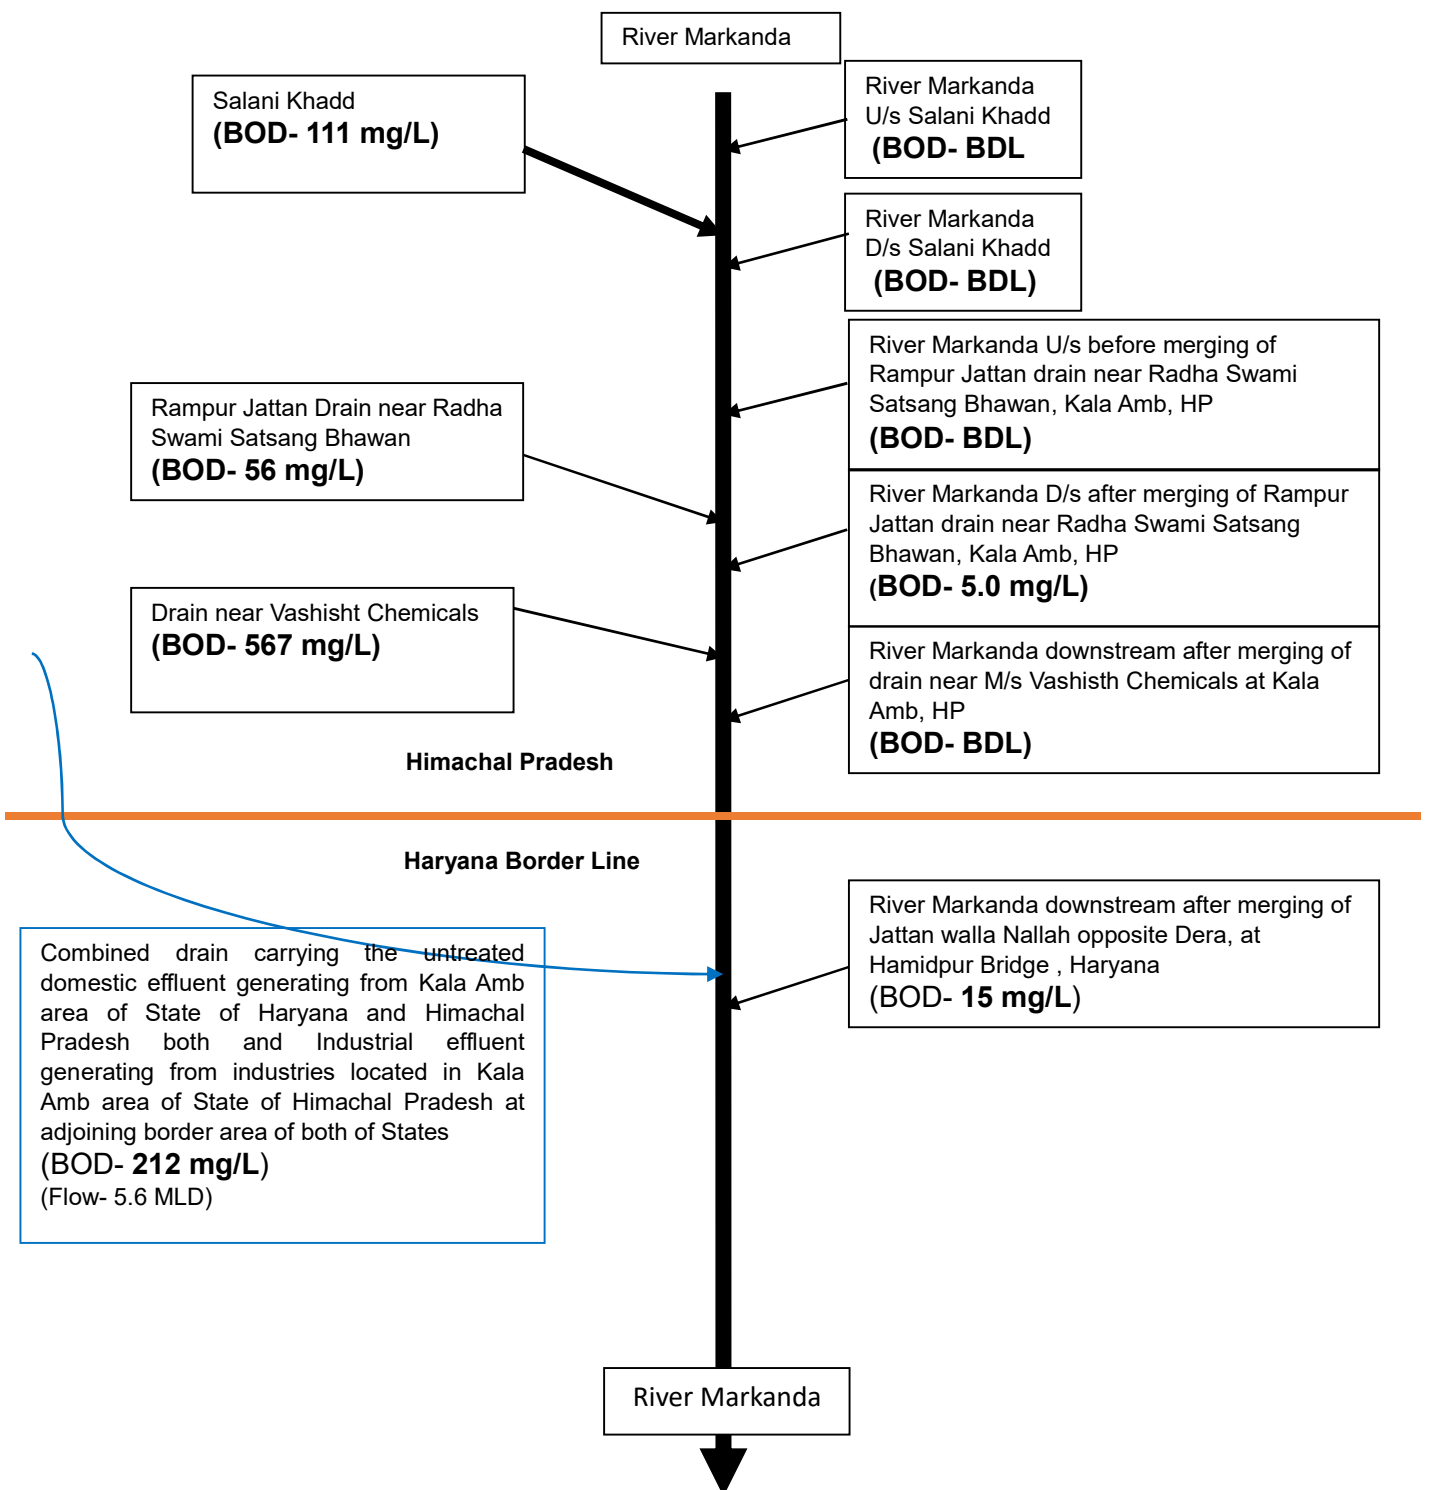 River Markanda
Salani Khadd
(BOD- 111 mg/L)
River Markanda
U/s Salani Khadd
(BOD- BDL
River Markanda
D/s Salani Khadd
(BOD- BDL)
River Markanda U/s before merging of
Rampur Jattan drain near Radha Swami
Satsang Bhawan, Kala Amb, HP
(BOD- BDL)
Rampur Jattan Drain near Radha
Swami Satsang Bhawan
(BOD- 56 mg/L)
River Markanda D/s after merging of Rampur
Jattan drain near Radha Swami Satsang
Bhawan, Kala Amb, HP
(BOD- 5.0 mg/L)
Drain near Vashisht Chemicals
(BOD- 567 mg/L)
River Markanda downstream after merging of
drain near M/s Vashisth Chemicals at Kala
Amb, HP
(BOD- BDL)
Himachal Pradesh
Haryana Border Line
River Markanda downstream after merging of
Jattan walla Nallah opposite Dera, at
Hamidpur Bridge , Haryana
(BOD- 15 mg/L)
Combined drain carrying the untreated
domestic effluent generating from Kala Amb
area of State of Haryana and Himachal
Pradesh both and Industrial effluent
generating from industries located in Kala
Amb area of State of Himachal Pradesh at
adjoining border area of both of States
(BOD- 212 mg/L)
(Flow- 5.6 MLD)
River Markanda